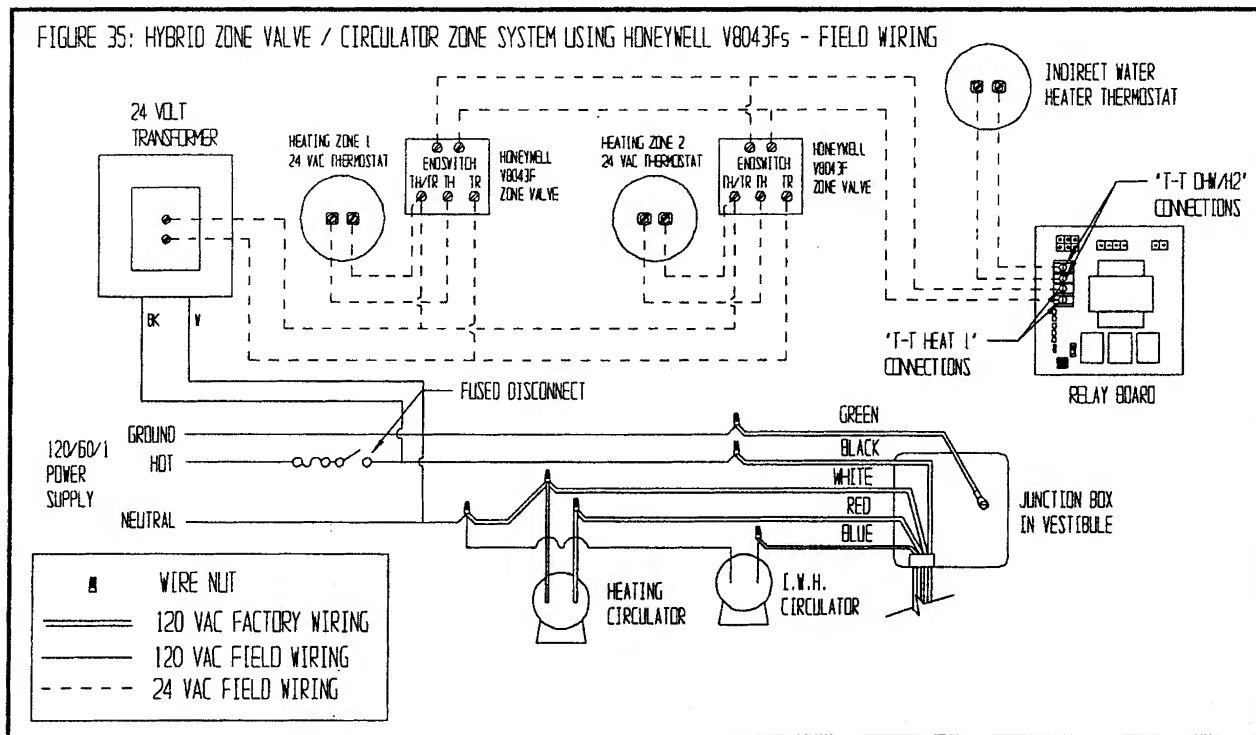 FIGURE 35: HYBRID ZONE VALVE / CIRCULATOR ZONE SYSTEM USING HONEYWELL V8043Fs - FIELD WIRING
24 VOLT
TRANSFORMER
HEATING ZONE 1
24 VAC THERMOSTAT
ENDSWITCH
TH/TR TH TR
HONEYWELL
V8043F
ZONE VALVE
HEATING ZONE 2
24 VAC THERMOSTAT
ENDSWITCH
TH/TR TH TR
HONEYWELL
V8043F
ZONE VALVE
INDIRECT WATER
HEATER THERMOSTAT
"T-T DHW/H2"
CONNECTIONS
"T-T HEAT 1"
CONNECTIONS
RELAY BOARD
BK
W
FUSED DISCONNECT
120/60/1
POWER
SUPPLY
GROUND
HOT
NEUTRAL
GREEN
BLACK
WHITE
RED
BLUE
JUNCTION BOX
IN VESTIBULE
HEATING
CIRCULATOR
I.W.H.
CIRCULATOR
WIRE NUT
120 VAC FACTORY WIRING
120 VAC FIELD WIRING
24 VAC FIELD WIRING